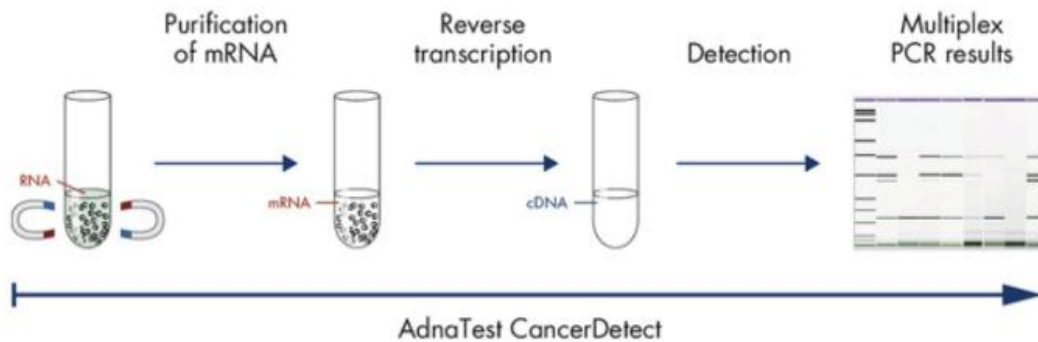 Purification
of mRNA
Reverse
transcription
Detection
Multiplex
PCR results
RNA
mRNA
cDNA
AdnaTest CancerDetect